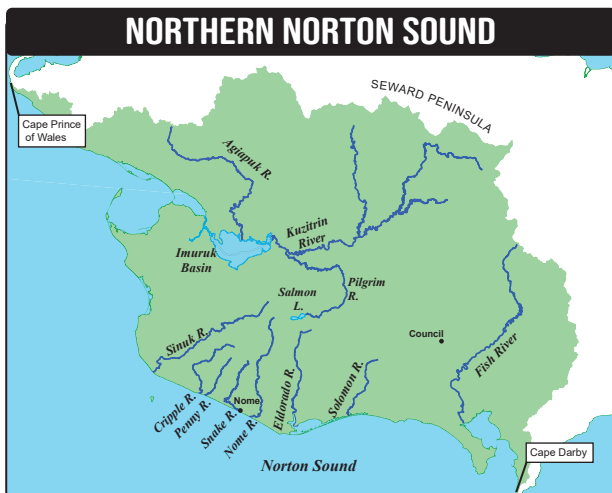 NORTHERN NORTON SOUND
SEWARD PENINSULA
Cape Prince
of Wales
Agiapuk R.
Kuzitrin
River
Imuruk
Basin
Pilgrim
R.
Salmon
L.
Sinuk R.
Council
Fish River
Cripple R.
Penny R.
Snake R.
Nome
Nome R.
Eldorado R.
Solomon R.
Cape Darby
Norton Sound